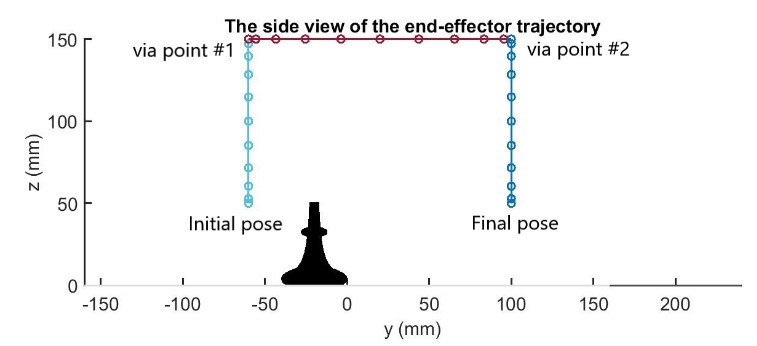 The side view of the end-effector trajectory
150
via point #1
via point #2
100
z (mm)
50
Initial pose
Final pose
0
-150 -100 -50 0 50 100 150 200
y (mm)